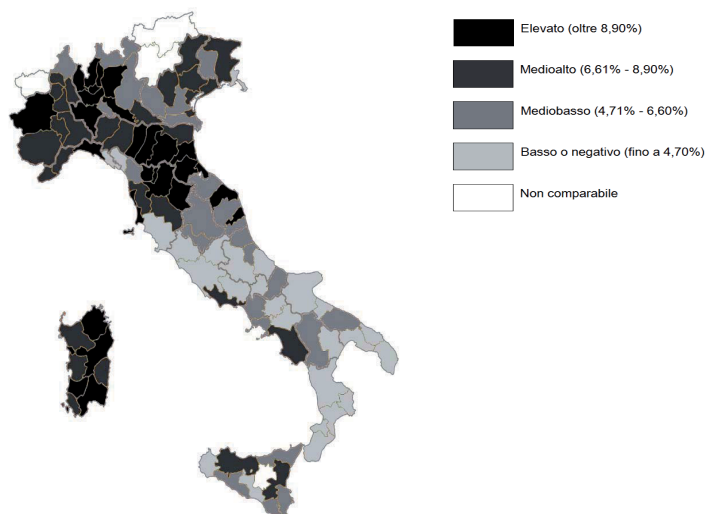 Elevato (oltre 8,90%)
Medioalto (6,61% - 8,90%)
Mediobasso (4,71% - 6,60%)
Basso o negativo (fino a 4,70%)
Non comparabile